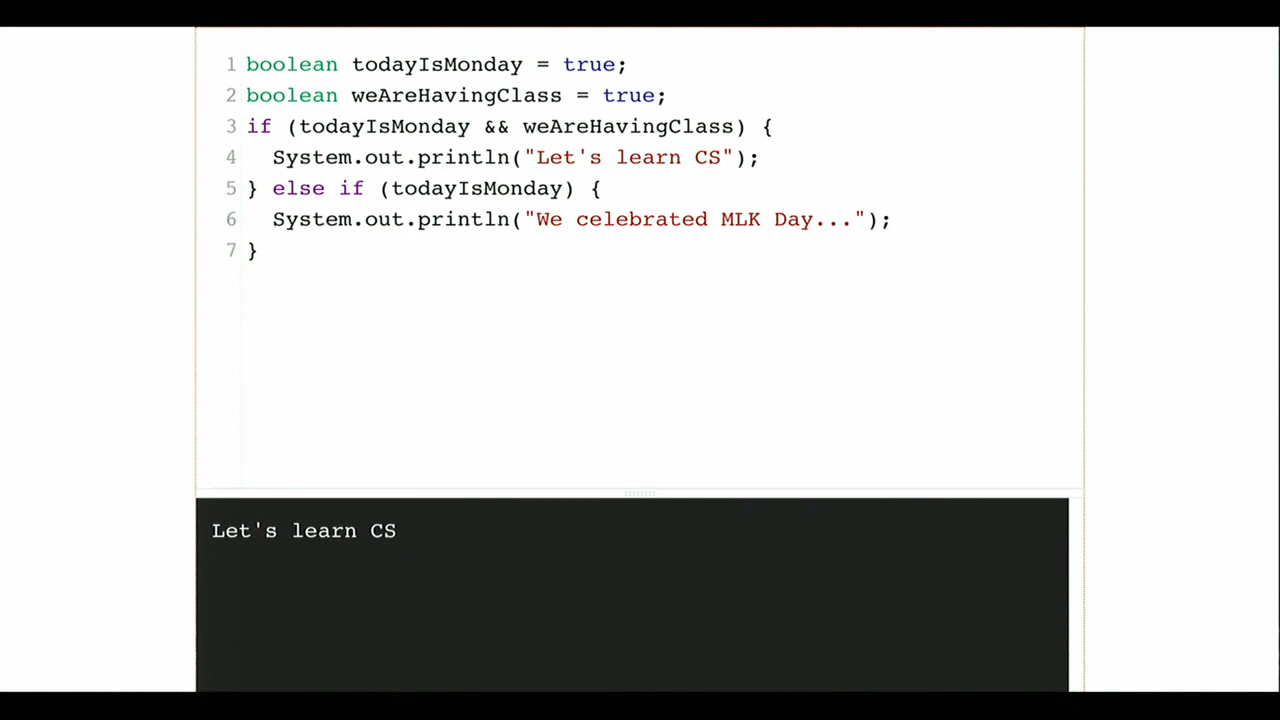 1 boolean todayIsMonday = true;
2 boolean weAreHavingClass = true;
3 if (todayIsMonday && weAreHavingClass) {
4   System.out.println("Let's learn CS");
5 } else if (todayIsMonday) {
6   System.out.println("We celebrated MLK Day...");
7 }
Let's learn CS